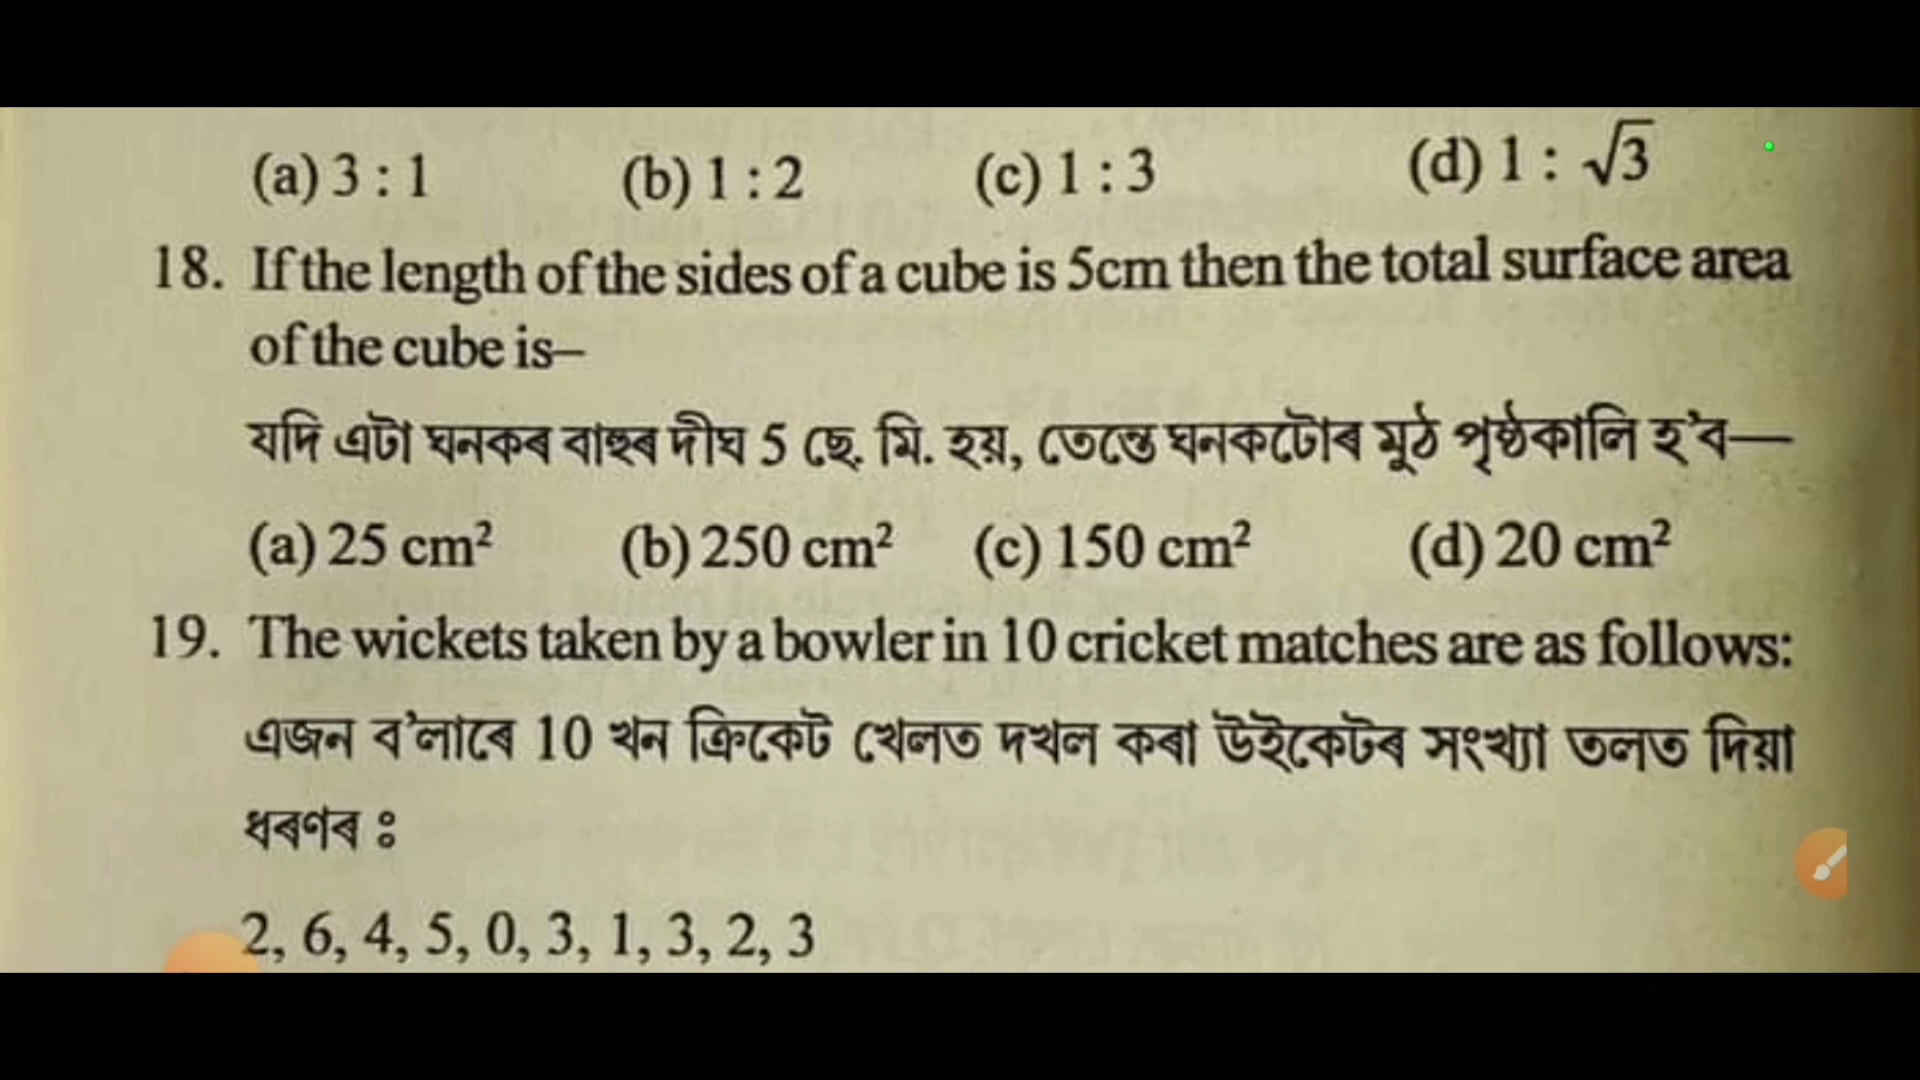 (a) 3 : 1 (b) 1 : 2 (c) 1 : 3 (d) 1 : √3
18. If the length of the sides of a cube is 5cm then the total surface area
of the cube is–
যদি এটা ঘনকৰ বাহুৰ দীঘ 5 ছে. মি. হয়, তেন্তে ঘনকটোৰ মুঠ পৃষ্ঠকালি হ'ব—
(a) 25 cm² (b) 250 cm² (c) 150 cm² (d) 20 cm²
19. The wickets taken by a bowler in 10 cricket matches are as follows:
এজন ব'লাৰে 10 খন ক্ৰিকেট খেলত দখল কৰা উইকেটৰ সংখ্যা তলত দিয়া
ধৰণৰ ঃ
2, 6, 4, 5, 0, 3, 1, 3, 2, 3